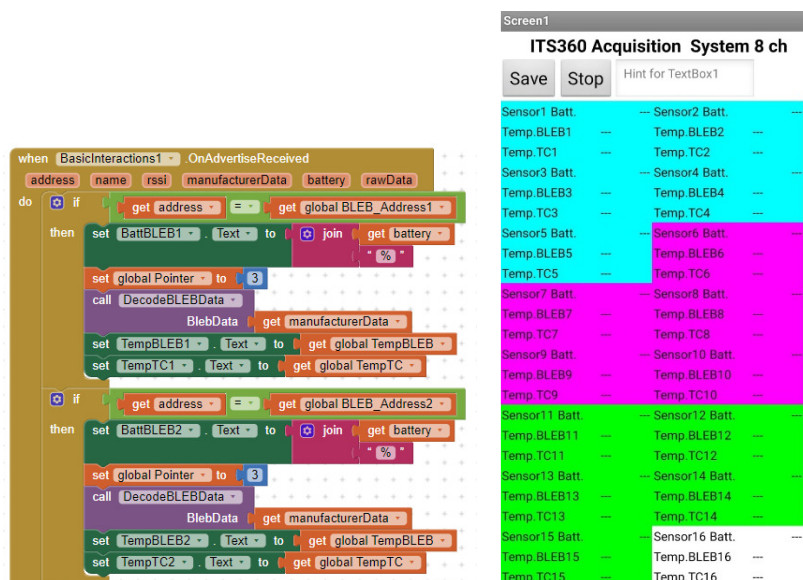 when BasicInteractions1 .OnAdvertiseReceived
address name rssi manufacturerData battery rawData
do if get address = get global BLEB_Address1
then set BattBLEB1 . Text to join get battery
" % "
set global Pointer to 3
call DecodeBLEBData
BlebData get manufacturerData
set TempBLEB1 . Text to get global TempBLEB
set TempTC1 . Text to get global TempTC
if get address = get global BLEB_Address2
then set BattBLEB2 . Text to join get battery
" % "
set global Pointer to 3
call DecodeBLEBData
BlebData get manufacturerData
set TempBLEB2 . Text to get global TempBLEB
set TempTC2 . Text to get global TempTC
Screen1
ITS360 Acquisition System 8 ch
Save Stop Hint for TextBox1
Sensor1 Batt. --- Sensor2 Batt. ---
Temp.BLEB1 --- Temp.BLEB2 ---
Temp.TC1 --- Temp.TC2 ---
Sensor3 Batt. --- Sensor4 Batt. ---
Temp.BLEB3 --- Temp.BLEB4 ---
Temp.TC3 --- Temp.TC4 ---
Sensor5 Batt. --- Sensor6 Batt. ---
Temp.BLEB5 --- Temp.BLEB6 ---
Temp.TC5 --- Temp.TC6 ---
Sensor7 Batt. --- Sensor8 Batt. ---
Temp.BLEB7 --- Temp.BLEB8 ---
Temp.TC7 --- Temp.TC8 ---
Sensor9 Batt. --- Sensor10 Batt. ---
Temp.BLEB9 --- Temp.BLEB10 ---
Temp.TC9 --- Temp.TC10 ---
Sensor11 Batt. --- Sensor12 Batt. ---
Temp.BLEB11 --- Temp.BLEB12 ---
Temp.TC11 --- Temp.TC12 ---
Sensor13 Batt. --- Sensor14 Batt. ---
Temp.BLEB13 --- Temp.BLEB14 ---
Temp.TC13 --- Temp.TC14 ---
Sensor15 Batt. --- Sensor16 Batt. ---
Temp.BLEB15 --- Temp.BLEB16 ---
Temp.TC15 --- Temp.TC16 ---